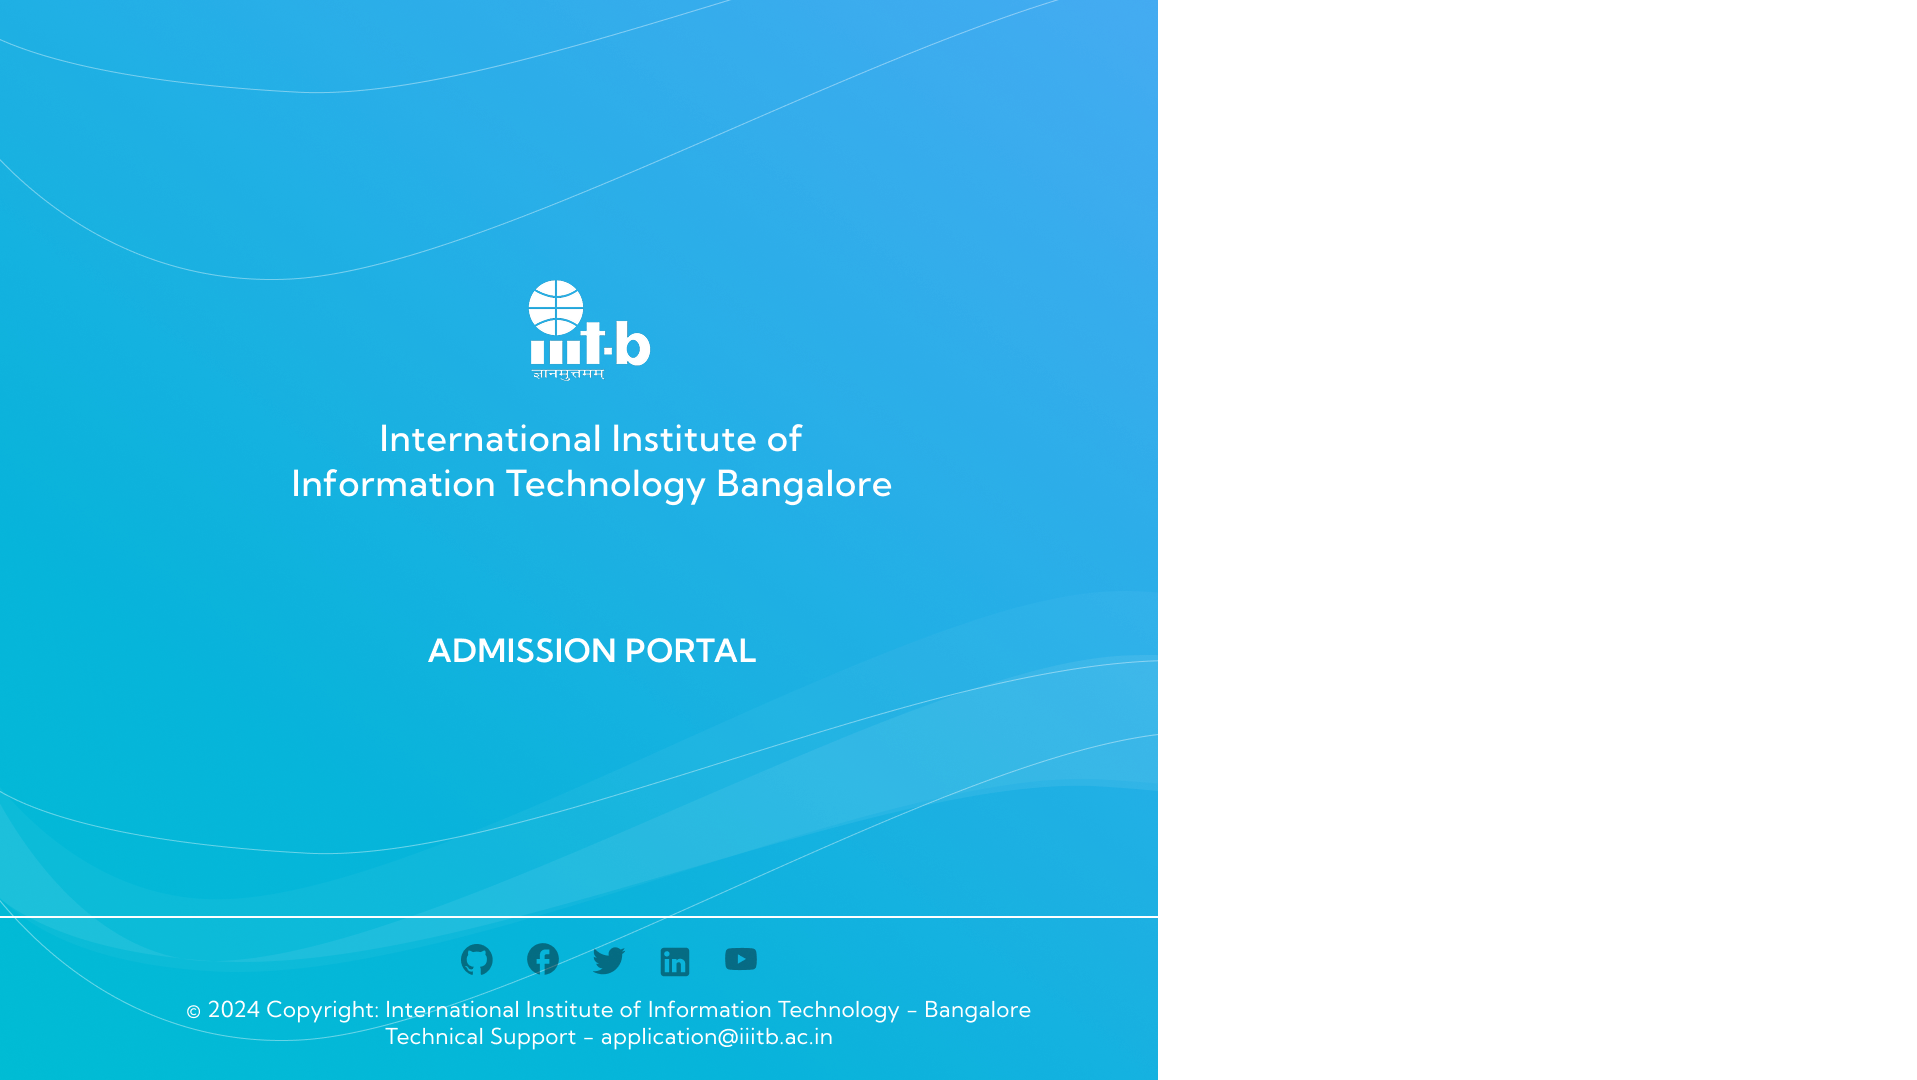 iiit-b
ज्ञानमुत्तमम्
International Institute of
Information Technology Bangalore
ADMISSION PORTAL
© 2024 Copyright: International Institute of Information Technology - Bangalore
Technical Support - application@iiitb.ac.in